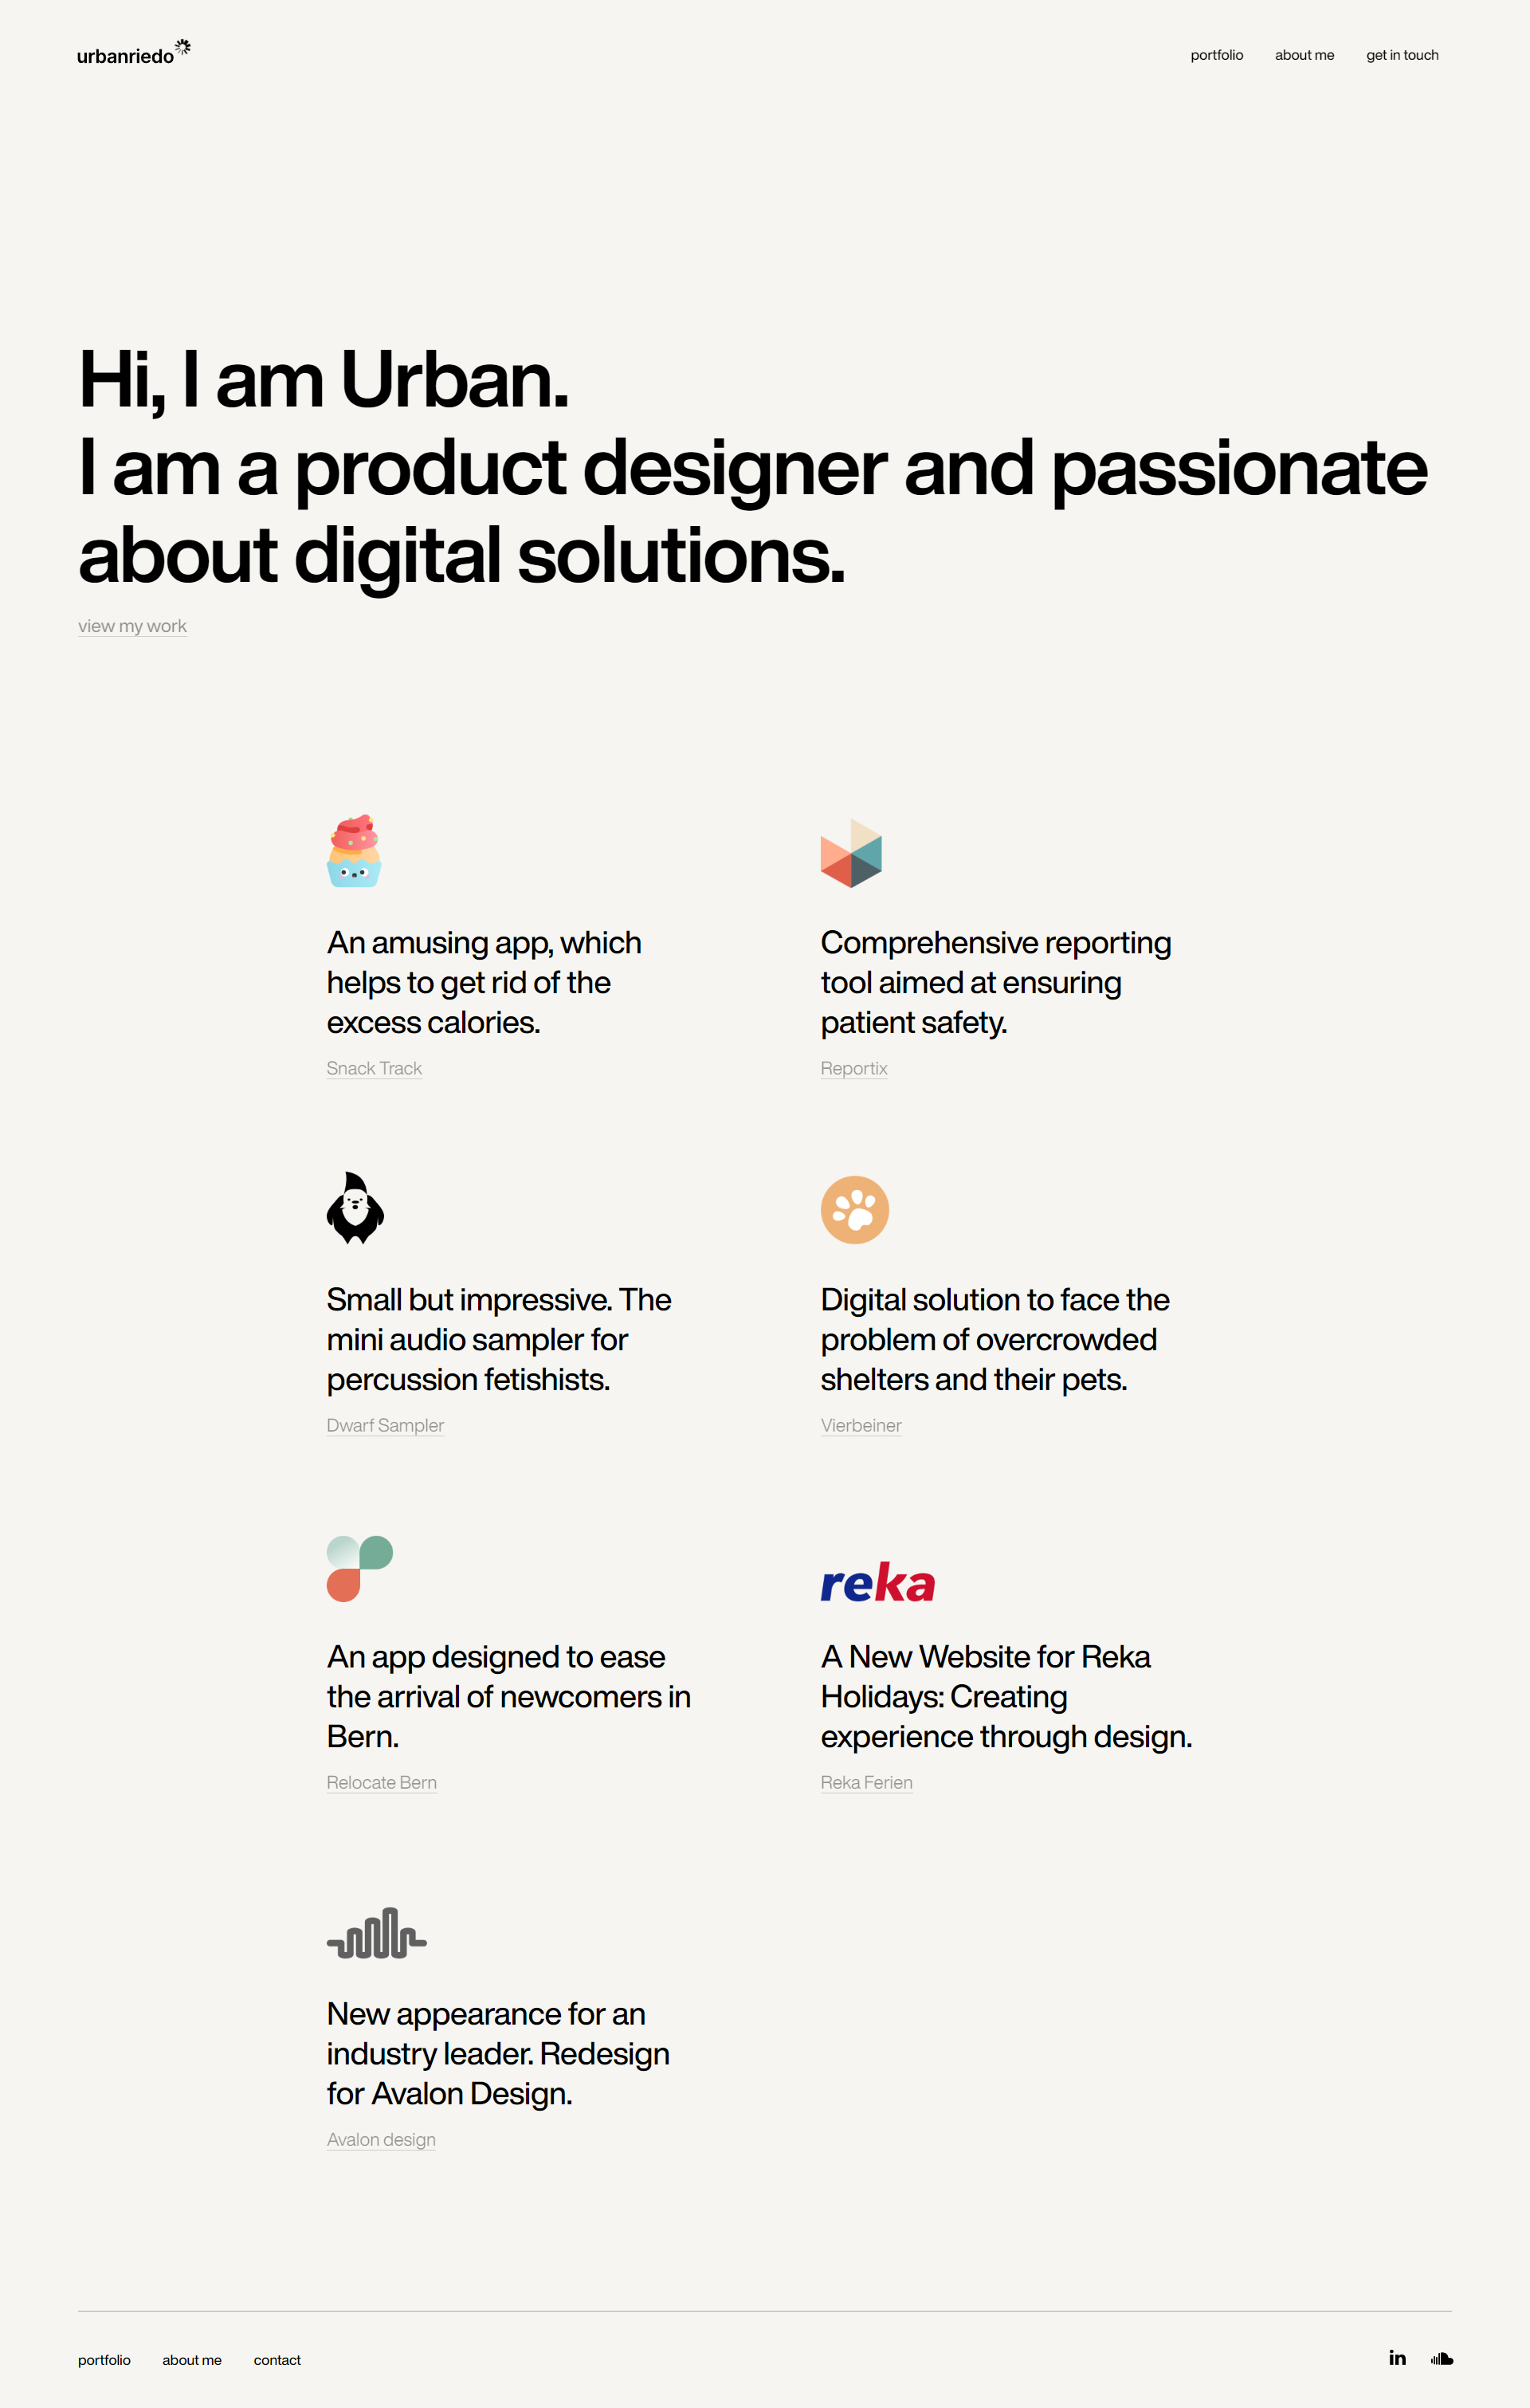 urbanriedo
portfolio about me get in touch
Hi, I am Urban.
I am a product designer and passionate
about digital solutions.
view my work
An amusing app, which
helps to get rid of the
excess calories.
Snack Track
Comprehensive reporting
tool aimed at ensuring
patient safety.
Reportix
Small but impressive. The
mini audio sampler for
percussion fetishists.
Dwarf Sampler
Digital solution to face the
problem of overcrowded
shelters and their pets.
Vierbeiner
An app designed to ease
the arrival of newcomers in
Bern.
Relocate Bern
reka
A New Website for Reka
Holidays: Creating
experience through design.
Reka Ferien
New appearance for an
industry leader. Redesign
for Avalon Design.
Avalon design
portfolio about me contact
in